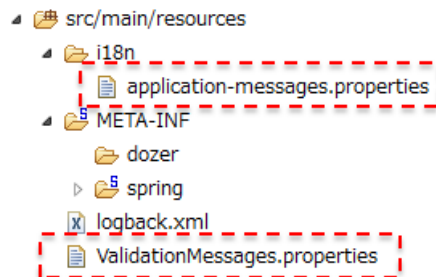 src/main/resources
i18n
application-messages.properties
META-INF
dozer
spring
logback.xml
ValidationMessages.properties